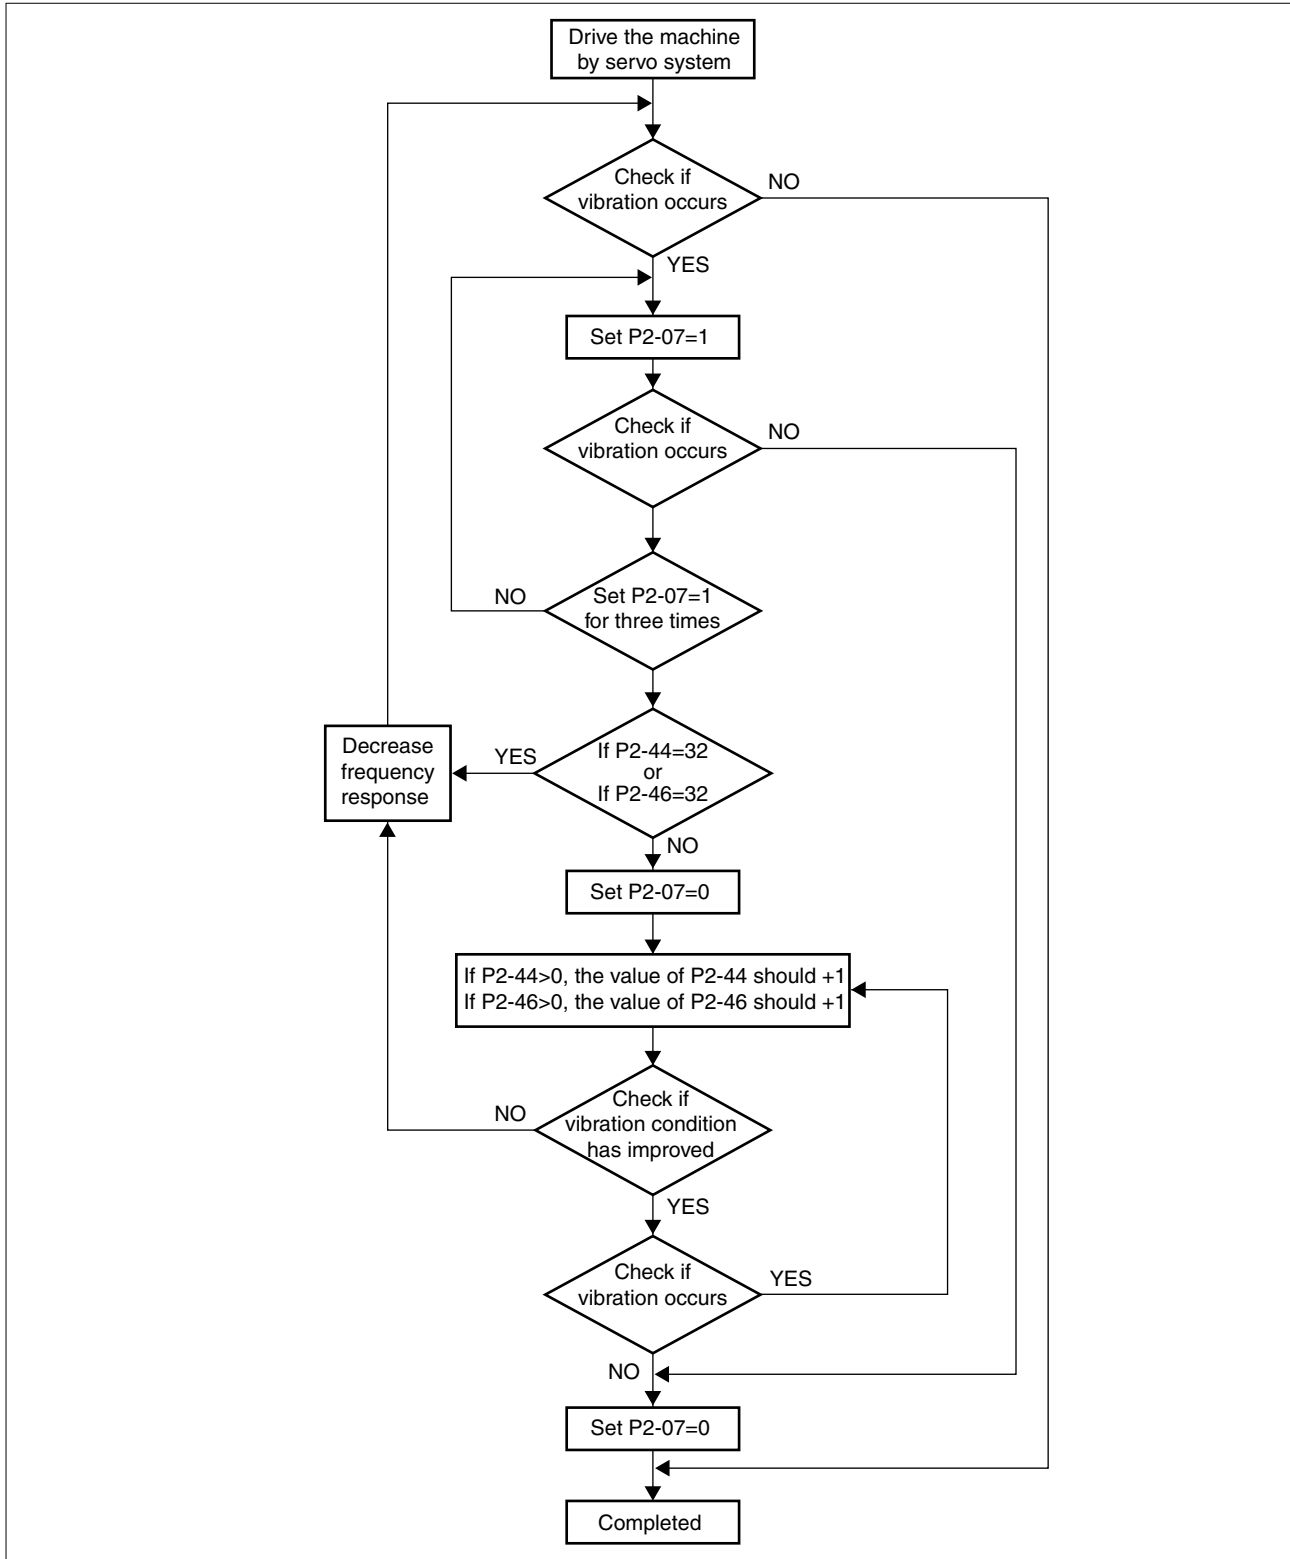 Drive the machine
by servo system
Check if
vibration occurs
NO
YES
Set P2-07=1
Check if
vibration occurs
NO
Set P2-07=1
for three times
NO
If P2-44=32
or
If P2-46=32
YES
Decrease
frequency
response
NO
Set P2-07=0
If P2-44>0, the value of P2-44 should +1
If P2-46>0, the value of P2-46 should +1
Check if
vibration condition
has improved
NO
YES
Check if
vibration occurs
YES
NO
Set P2-07=0
Completed